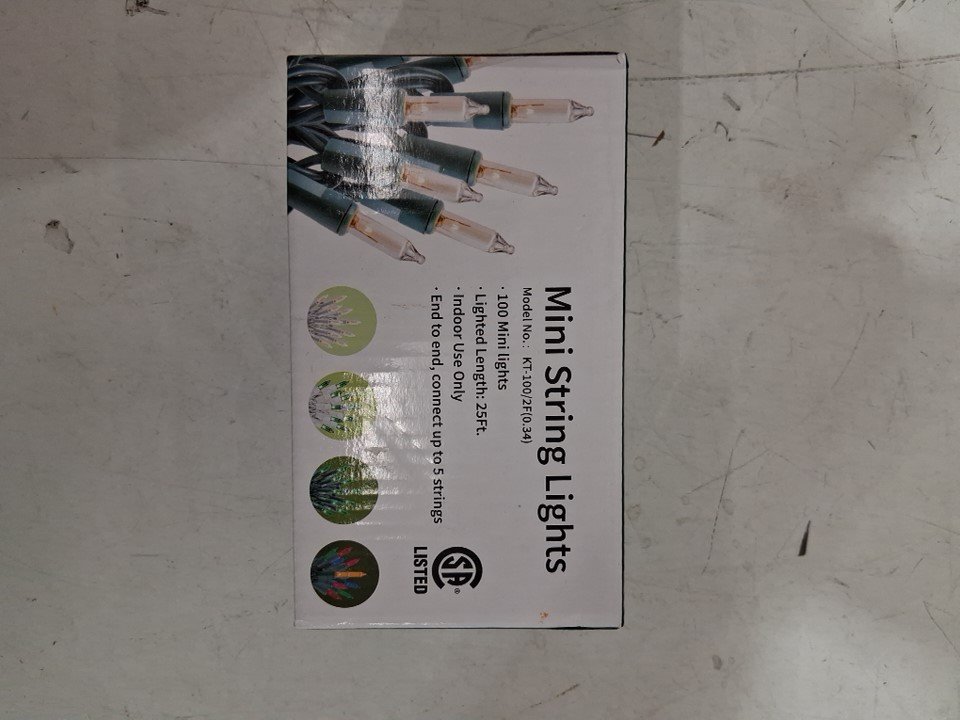 Mini String Lights
Model No.: KT-100/2F(0.34)
· 100 Mini lights
· Lighted Length: 25Ft.
· Indoor Use Only
· End to end, connect up to 5 strings
SA®
LISTED